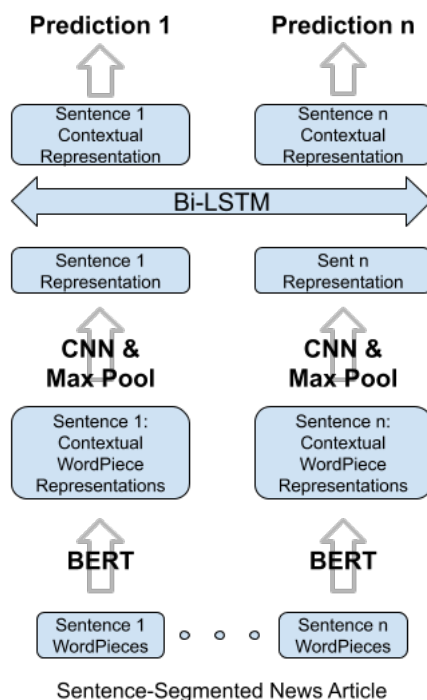 Prediction 1
Prediction n
Sentence 1
Contextual
Representation
Sentence n
Contextual
Representation
Bi-LSTM
Sentence 1
Representation
Sent n
Representation
CNN &
Max Pool
CNN &
Max Pool
Sentence 1:
Contextual
WordPiece
Representations
Sentence n:
Contextual
WordPiece
Representations
BERT
BERT
Sentence 1
WordPieces
Sentence n
WordPieces
Sentence-Segmented News Article